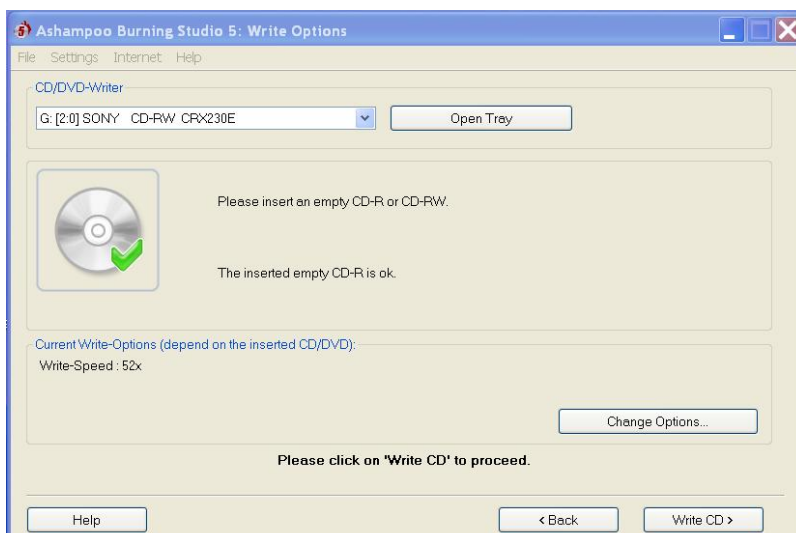 Ashampoo Burning Studio 5: Write Options
File Settings Internet Help
CD/DVD-Writer
G: [2:0] SONY CD-RW CRX230E
Open Tray
Please insert an empty CD-R or CD-RW.
The inserted empty CD-R is ok.
Current Write-Options (depend on the inserted CD/DVD):
Write-Speed : 52x
Change Options...
Please click on 'Write CD' to proceed.
Help < Back Write CD >